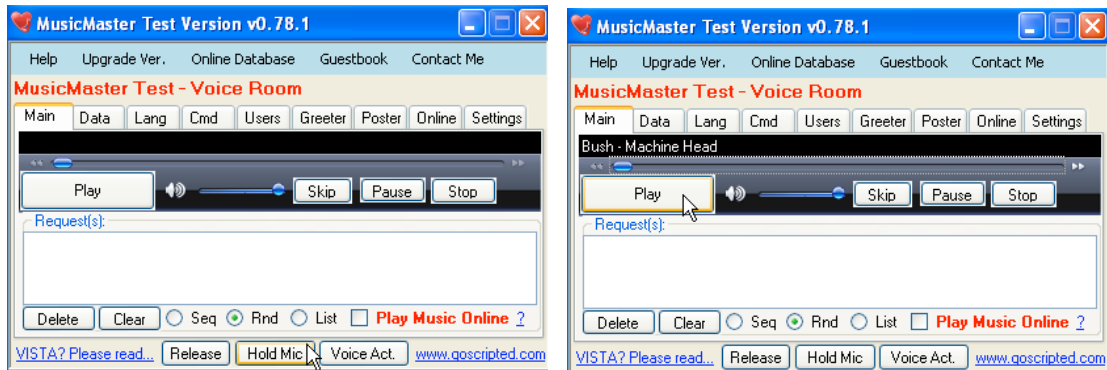 MusicMaster Test Version v0.78.1
Help Upgrade Ver. Online Database Guestbook Contact Me
MusicMaster Test - Voice Room
Main Data Lang Cmd Users Greeter Poster Online Settings
Play Skip Pause Stop
Request(s):
Delete Clear Seq Rnd List Play Music Online ?
VISTA? Please read... Release Hold Mic Voice Act. www.qoscripted.com
MusicMaster Test Version v0.78.1
Help Upgrade Ver. Online Database Guestbook Contact Me
MusicMaster Test - Voice Room
Main Data Lang Cmd Users Greeter Poster Online Settings
Bush - Machine Head
Play Skip Pause Stop
Request(s):
Delete Clear Seq Rnd List Play Music Online ?
VISTA? Please read... Release Hold Mic Voice Act. www.qoscripted.com